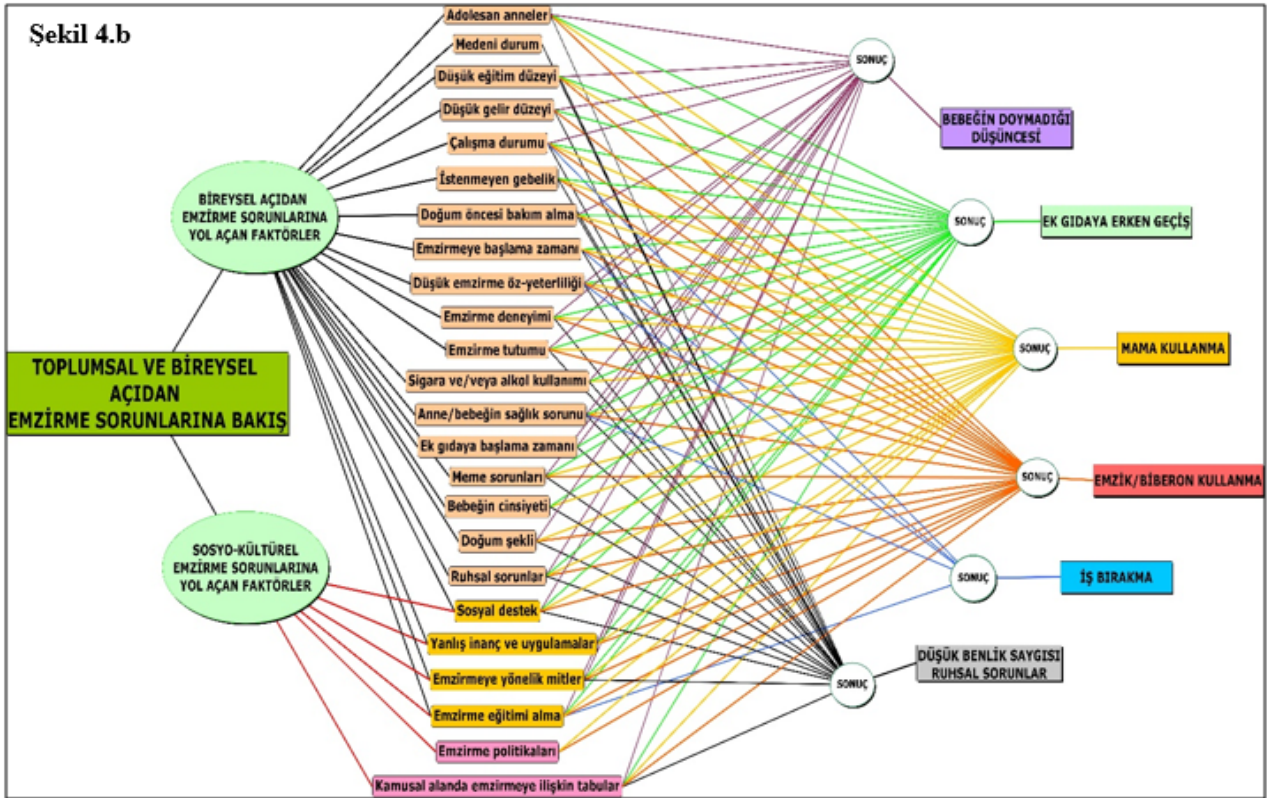 Şekil 4.b
TOPLUMSAL VE BİREYSEL
AÇIDAN
EMZİRME SORUNLARINA BAKIŞ
BİREYSEL AÇIDAN
EMZİRME SORUNLARINA
YOL AÇAN FAKTÖRLER
SOSYO-KÜLTÜREL
EMZİRME SORUNLARINA
YOL AÇAN FAKTÖRLER
Adolesan anneler
Medeni durum
Düşük eğitim düzeyi
Düşük gelir düzeyi
Çalışma durumu
İstenmeyen gebelik
Doğum öncesi bakım alma
Emzirmeye başlama zamanı
Düşük emzirme öz-yeterliliği
Emzirme deneyimi
Emzirme tutumu
Sigara ve/veya alkol kullanımı
Anne/bebeğin sağlık sorunu
Ek gıdaya başlama zamanı
Meme sorunları
Bebeğin cinsiyeti
Doğum şekli
Ruhsal sorunlar
Sosyal destek
Yanlış inanç ve uygulamalar
Emzirmeye yönelik mitler
Emzirme eğitimi alma
Emzirme politikaları
Kamusal alanda emzirmeye ilişkin tabular
SONUÇ
BEBEĞİN DOYMADIĞI
DÜŞÜNCESİ
SONUÇ
EK GIDAYA ERKEN GEÇİŞ
SONUÇ
MAMA KULLANMA
SONUÇ
EMZİK/BİBERON KULLANMA
SONUÇ
İŞ BIRAKMA
SONUÇ
DÜŞÜK BENLİK SAYGISI
RUHSAL SORUNLAR